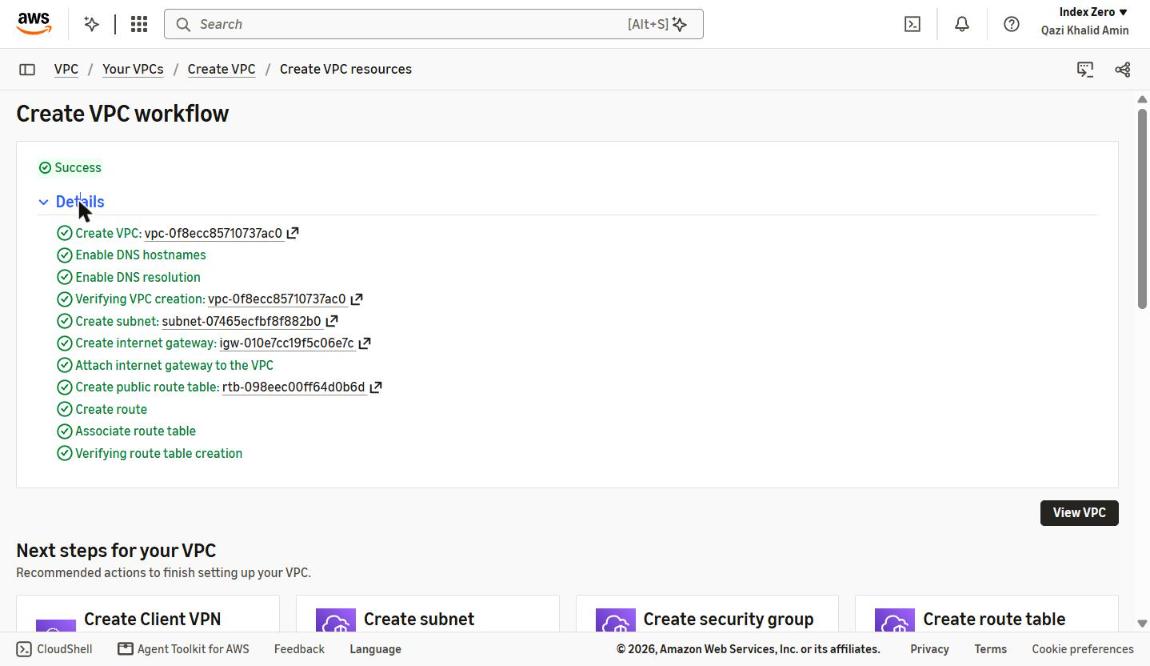 aws
Search [Alt+S]
Index Zero ▼
Qazi Khalid Amin
VPC / Your VPCs / Create VPC / Create VPC resources
Create VPC workflow
Success
Details
Create VPC: vpc-0f8ecc85710737ac0
Enable DNS hostnames
Enable DNS resolution
Verifying VPC creation: vpc-0f8ecc85710737ac0
Create subnet: subnet-07465ecfbf8f882b0
Create internet gateway: igw-010e7cc19f5c06e7c
Attach internet gateway to the VPC
Create public route table: rtb-098eec00ff64d0b6d
Create route
Associate route table
Verifying route table creation
View VPC
Next steps for your VPC
Recommended actions to finish setting up your VPC.
Create Client VPN
Create subnet
Create security group
Create route table
CloudShell Agent Toolkit for AWS Feedback Language © 2026, Amazon Web Services, Inc. or its affiliates. Privacy Terms Cookie preferences